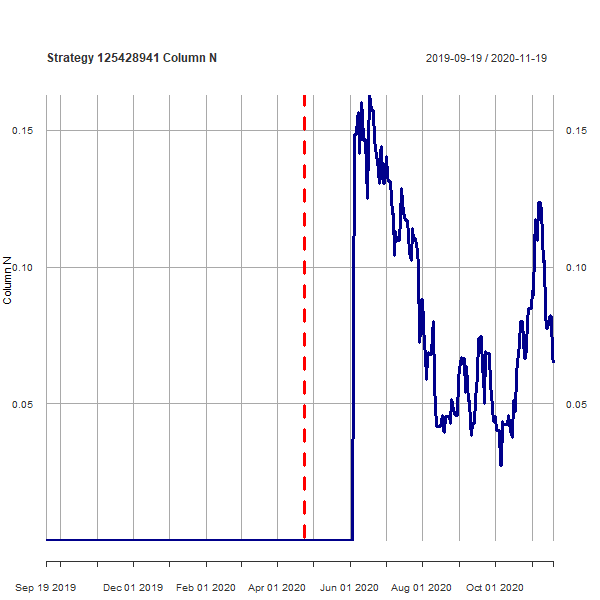 Strategy 125428941 Column N
2019-09-19 / 2020-11-19
0.15
0.15
0.10
0.10
Column N
0.05
0.05
Sep 19 2019
Dec 01 2019
Feb 02 2020
Apr 01 2020
Jun 01 2020
Aug 01 2020
Oct 01 2020